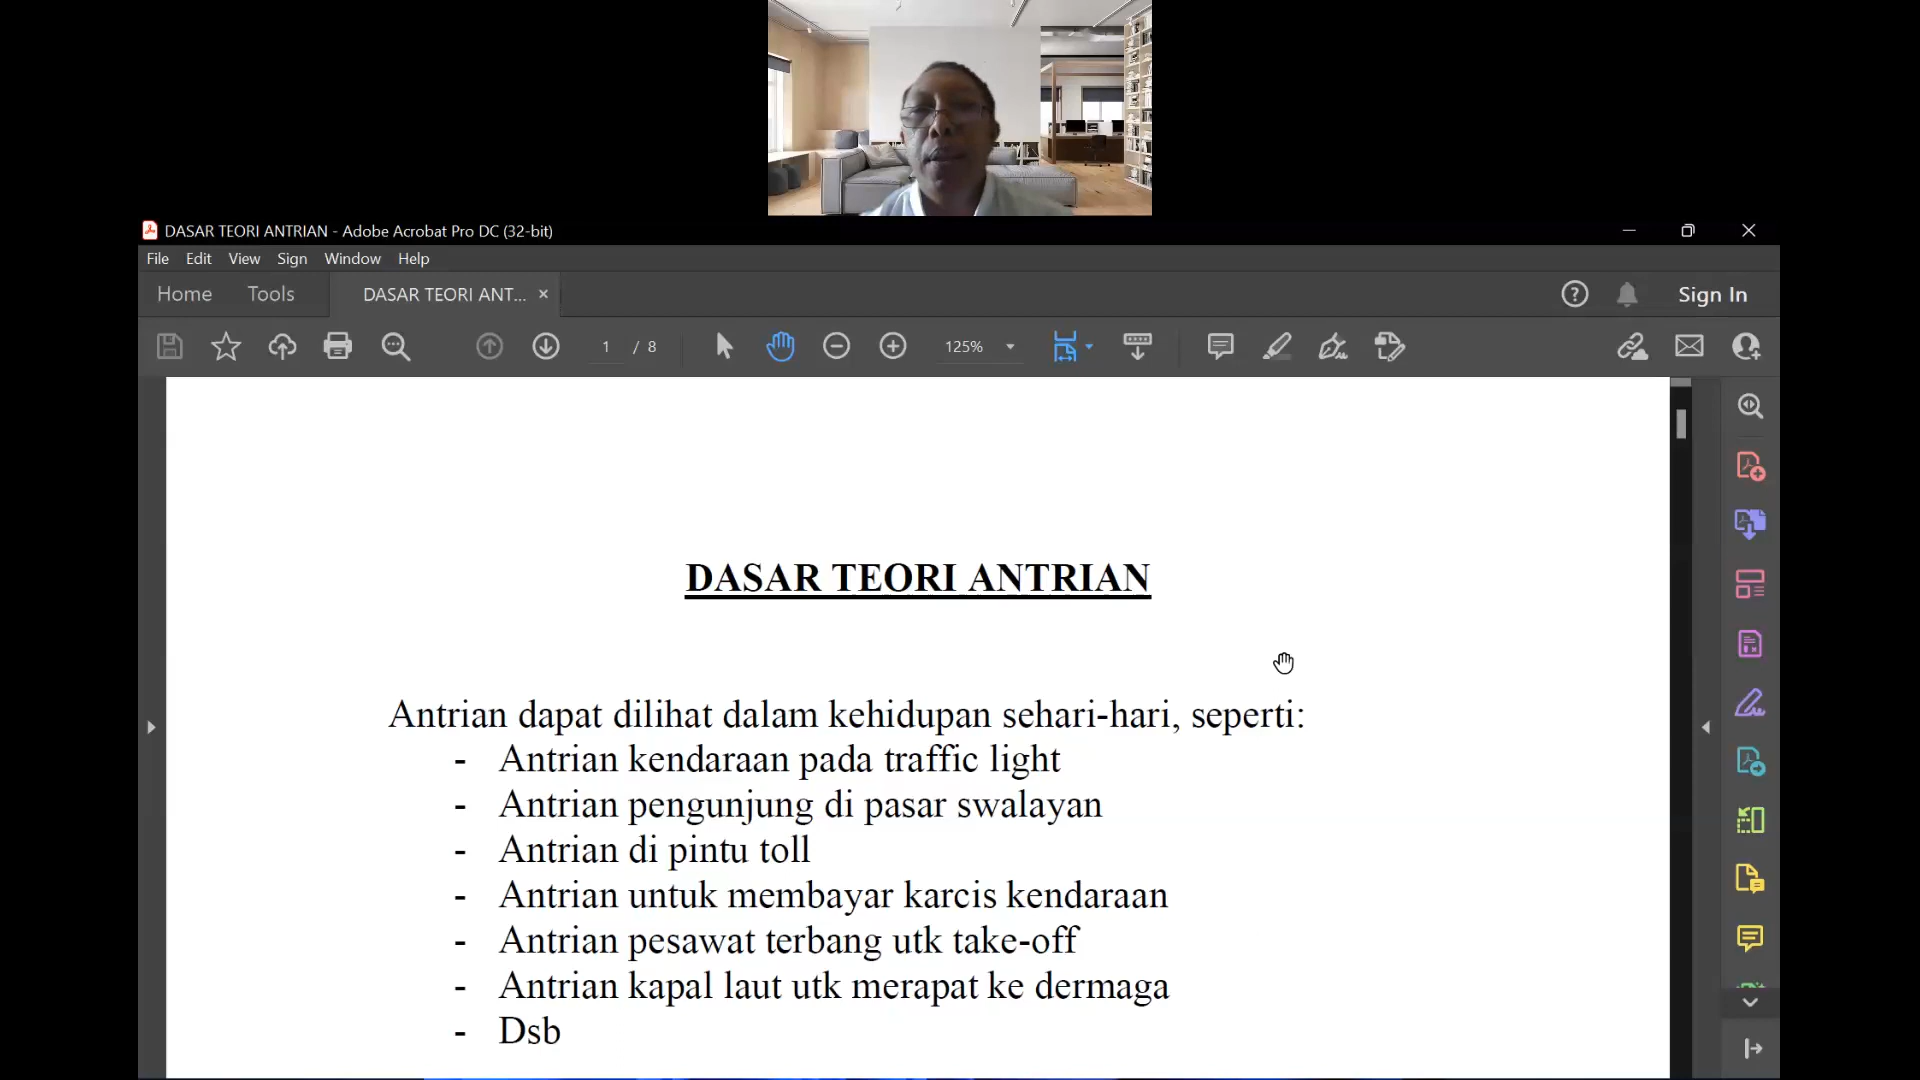 DASAR TEORI ANTRIAN - Adobe Acrobat Pro DC (32-bit)
File Edit View Sign Window Help
Home Tools DASAR TEORI ANT... × Sign In
1 / 8 125%
DASAR TEORI ANTRIAN
Antrian dapat dilihat dalam kehidupan sehari-hari, seperti:
- Antrian kendaraan pada traffic light
- Antrian pengunjung di pasar swalayan
- Antrian di pintu toll
- Antrian untuk membayar karcis kendaraan
- Antrian pesawat terbang utk take-off
- Antrian kapal laut utk merapat ke dermaga
- Dsb